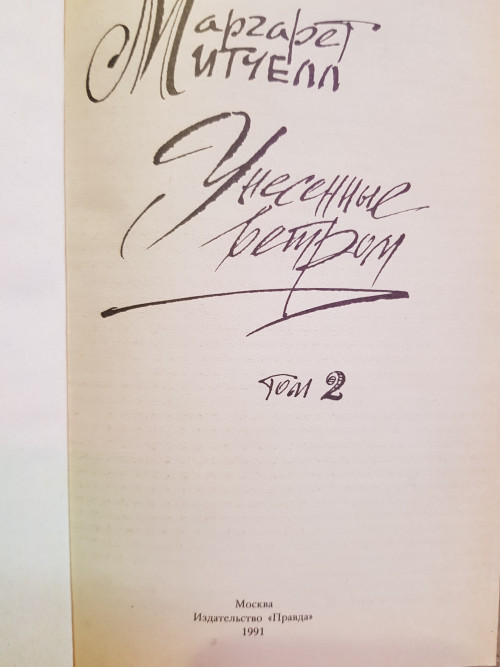 Маргарет
Митчелл
Унесенные
ветром
том 2
Москва
Издательство «Правда»
1991